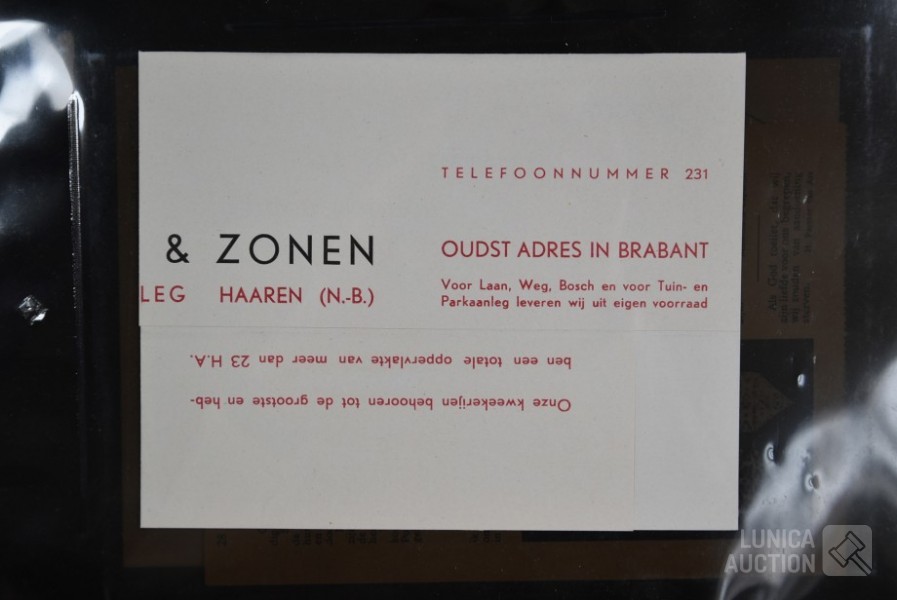 TELEFOONNUMMER 231
& ZONEN
OUDST ADRES IN BRABANT
LEG HAAREN (N.-B.)
Voor Laan, Weg, Bosch en voor Tuin- en
Parkaanleg leveren wij uit eigen voorraad
Onze kweekerijen behooren tot de grootste en heb-
ben een totale oppervlakte van meer dan 23 H.A.
LUNICA
AUCTION